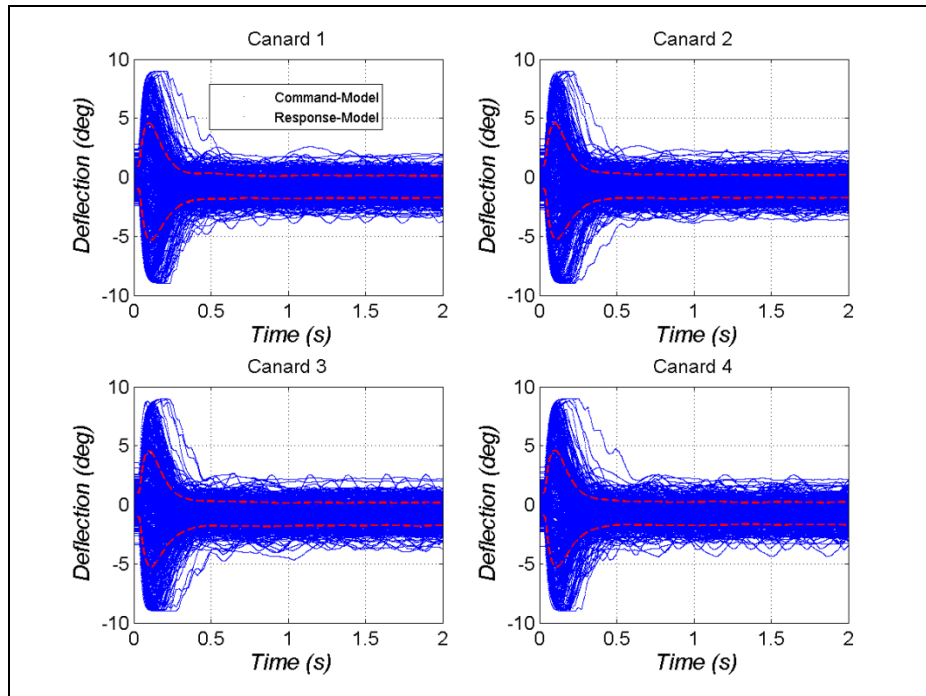 Canard 1
10
5
0
-5
-10
Deflection (deg)
Command-Model
Response-Model
0 0.5 1 1.5 2
Time (s)
Canard 2
10
5
0
-5
-10
Deflection (deg)
0 0.5 1 1.5 2
Time (s)
Canard 3
10
5
0
-5
-10
Deflection (deg)
0 0.5 1 1.5 2
Time (s)
Canard 4
10
5
0
-5
-10
Deflection (deg)
0 0.5 1 1.5 2
Time (s)